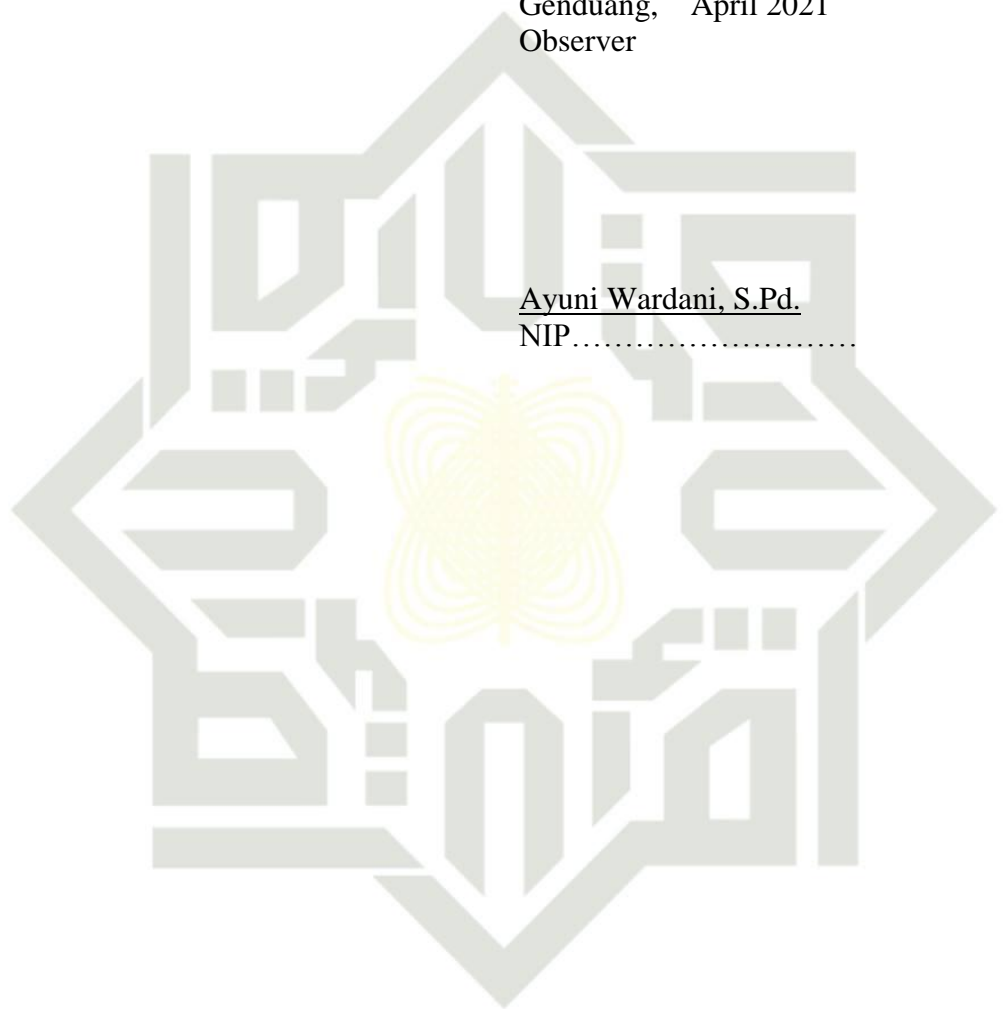 Genduang, April 2021
Observer
Ayuni Wardani, S.Pd.
NIP………………………